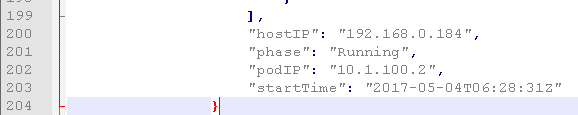 199 ],
200 "hostIP": "192.168.0.184",
201 "phase": "Running",
202 "podIP": "10.1.100.2",
203 "startTime": "2017-05-04T06:28:31Z"
204 }